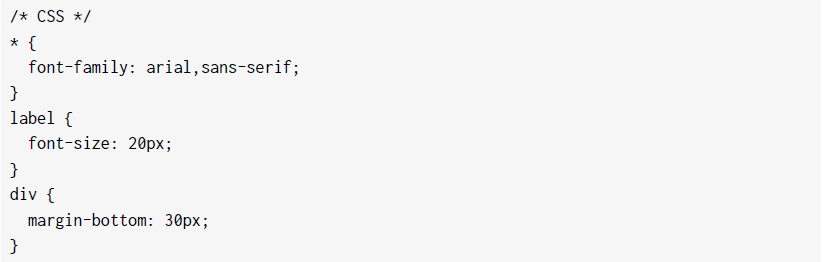 /* CSS */
* {
  font-family: arial,sans-serif;
}
label {
  font-size: 20px;
}
div {
  margin-bottom: 30px;
}